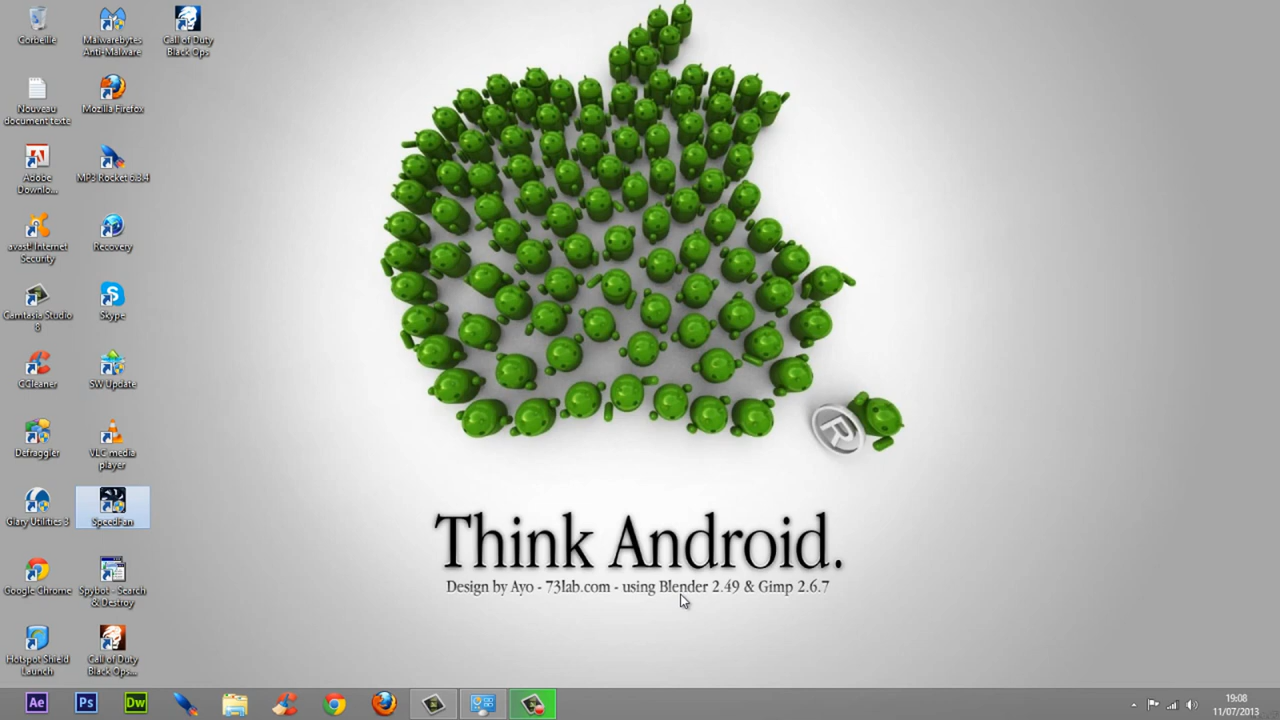 Corbeille
Malwarebytes
Anti-Malware
Call of Duty
Black Ops
Nouveau
document texte
Mozilla Firefox
Adobe
Downlo...
MP3 Rocket 6.3.4
avast! Internet
Security
Recovery
Camtasia Studio
8
Skype
CCleaner
SW Update
Defraggler
VLC media
player
Glary Utilities 3
SpeedFan
Google Chrome
Spybot - Search
& Destroy
Hotspot Shield
Launch
Call of Duty
Black Ops...
R
Think Android.
Design by Ayo - 73lab.com - using Blender 2.49 & Gimp 2.6.7
Ae
Ps
Dw
19:08
11/07/2013